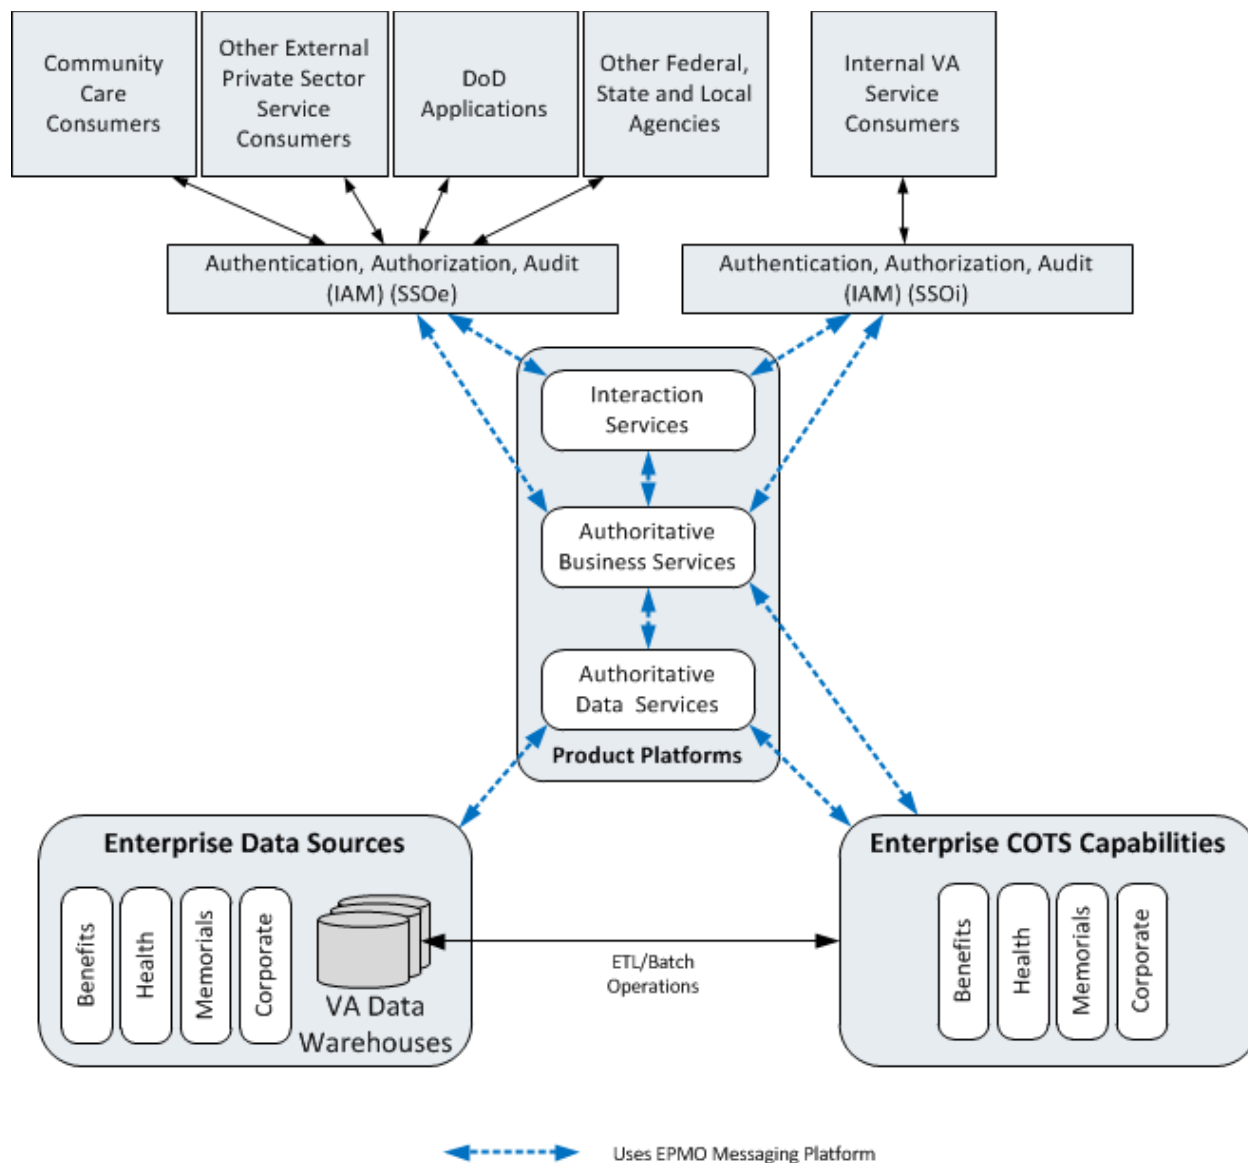 Community
Care
Consumers
Other External
Private Sector
Service
Consumers
DoD
Applications
Other Federal,
State and Local
Agencies
Internal VA
Service
Consumers
Authentication, Authorization, Audit
(IAM) (SSOe)
Authentication, Authorization, Audit
(IAM) (SSOi)
Interaction
Services
Authoritative
Business Services
Authoritative
Data Services
Product Platforms
Enterprise Data Sources
Benefits
Health
Memorials
Corporate
VA Data
Warehouses
ETL/Batch
Operations
Enterprise COTS Capabilities
Benefits
Health
Memorials
Corporate
Uses EPMO Messaging Platform